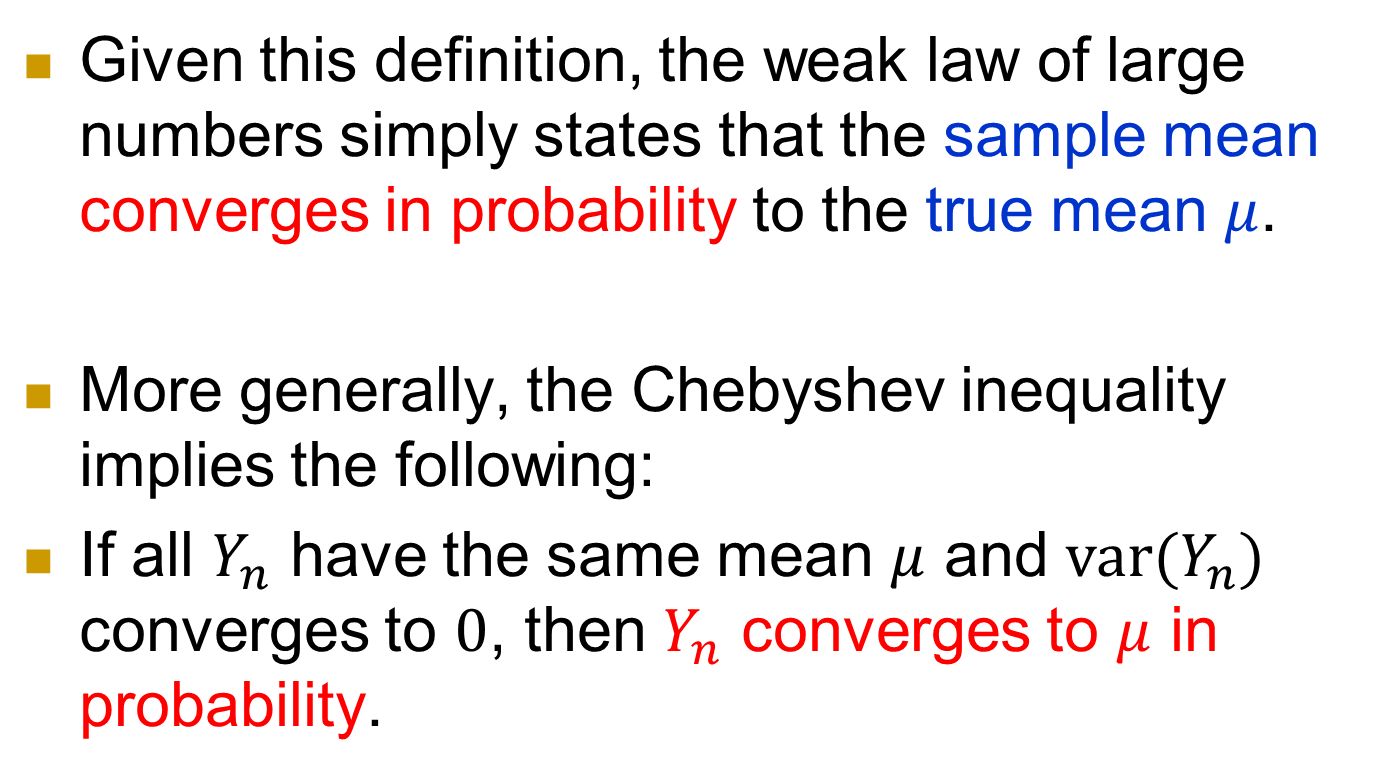 Given this definition, the weak law of large
numbers simply states that the sample mean
converges in probability to the true mean 𝜇.
More generally, the Chebyshev inequality
implies the following:
If all 𝑌ₙ have the same mean 𝜇 and var(𝑌ₙ)
converges to 0, then 𝑌ₙ converges to 𝜇 in
probability.